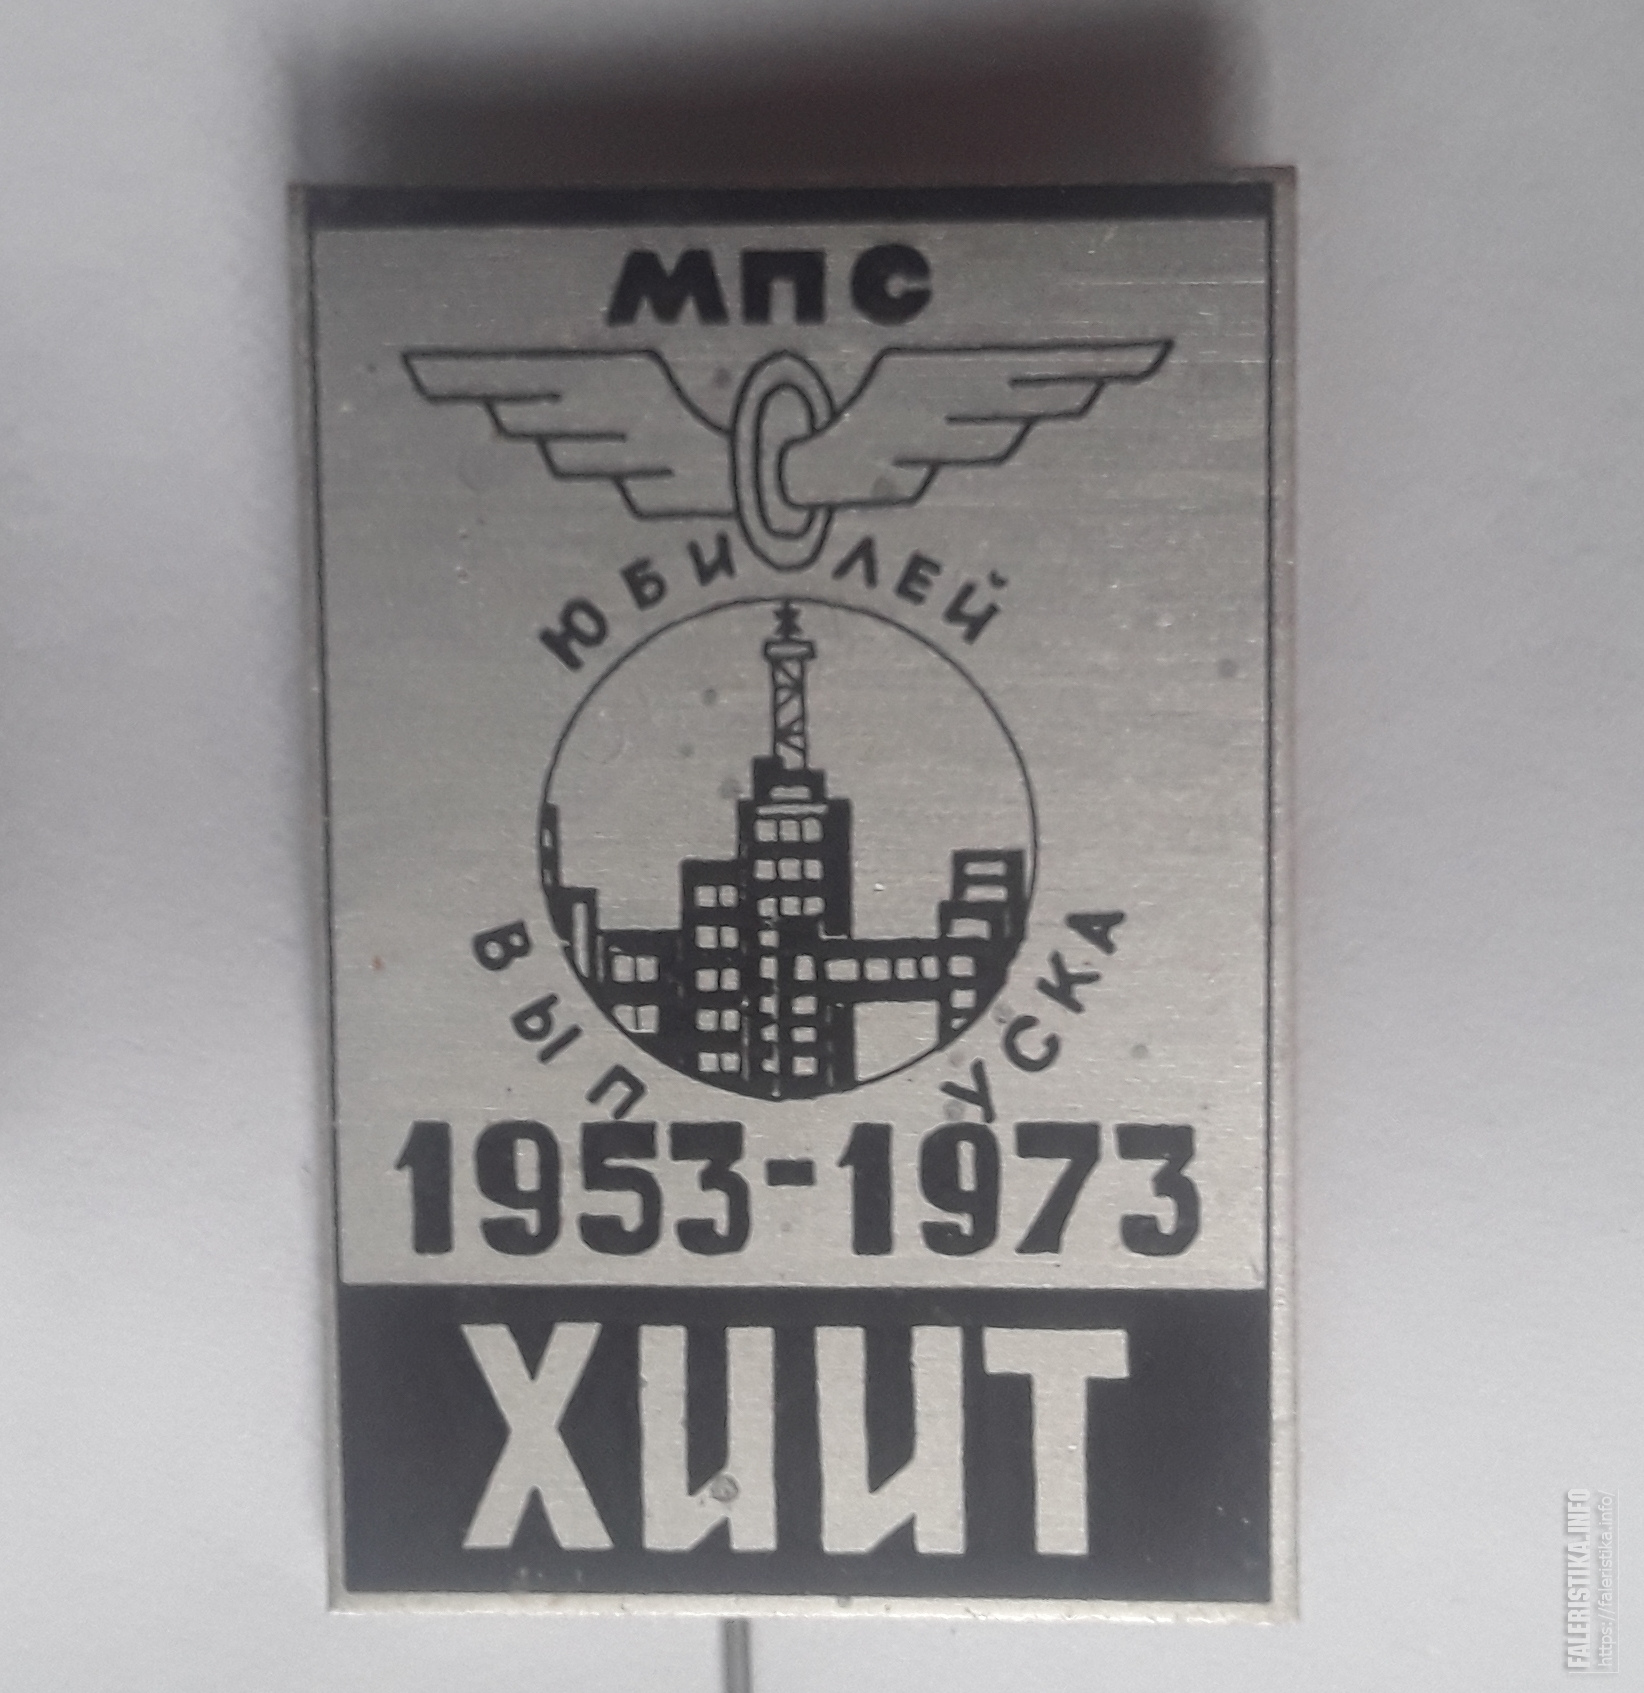 МПС
ЮБИЛЕЙ
ВЫПУСКА
1953-1973
ХИИТ
FALERISTIKA.INFO
https://faleristika.info/